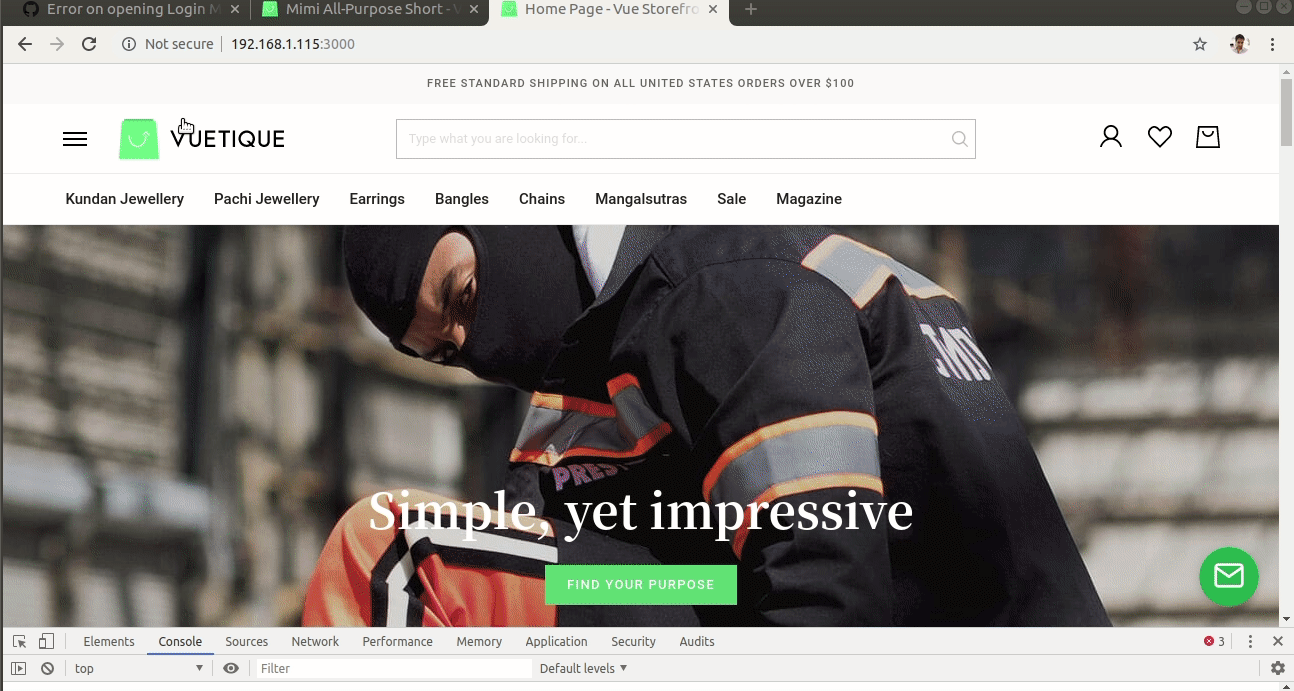 Error on opening Login M
Mimi All-Purpose Short - V
Home Page - Vue Storefro
Not secure
192.168.1.115:3000
FREE STANDARD SHIPPING ON ALL UNITED STATES ORDERS OVER $100
VUETIQUE
Type what you are looking for...
Kundan Jewellery Pachi Jewellery Earrings Bangles Chains Mangalsutras Sale Magazine
PRES
Simple, yet impressive
FIND YOUR PURPOSE
Elements Console Sources Network Performance Memory Application Security Audits 3
top Filter Default levels